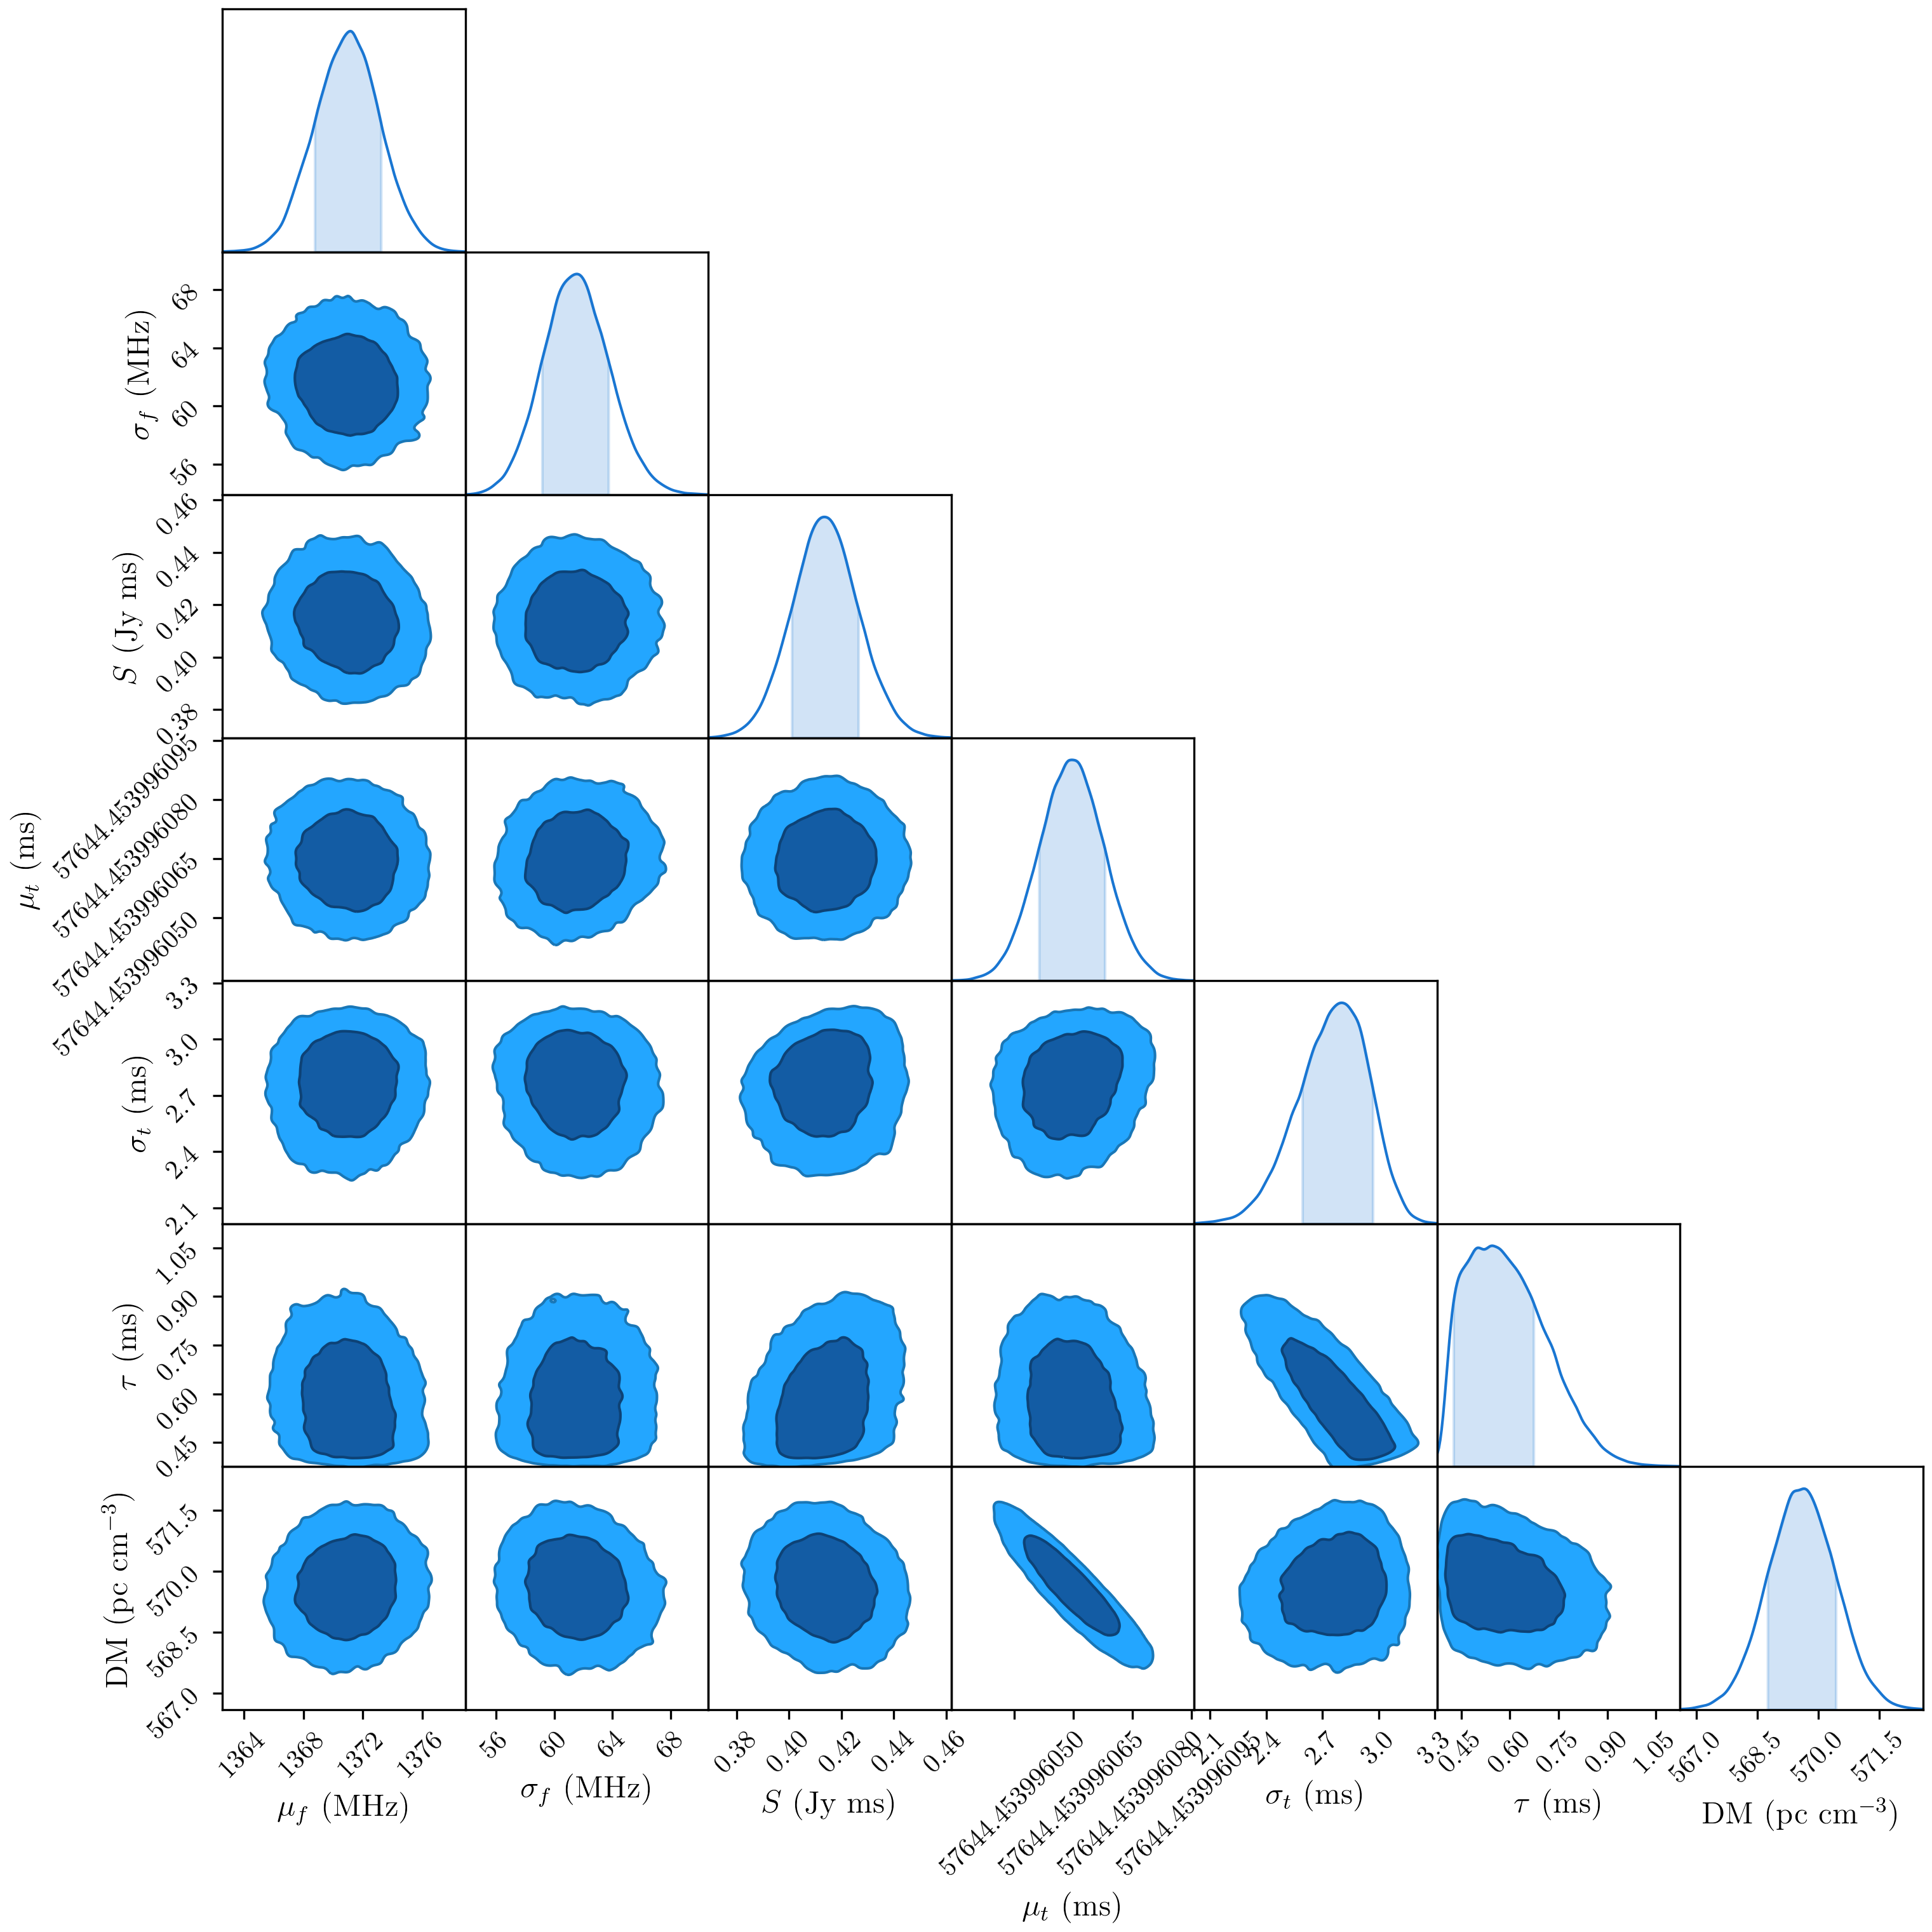 68
64
60
56
σ_f (MHz)
0.46
0.44
0.42
0.40
0.38
S (Jy ms)
57644.453996095
57644.453996080
57644.453996065
57644.453996050
μ_t (ms)
3.3
3.0
2.7
2.4
2.1
σ_t (ms)
1.05
0.90
0.75
0.60
0.45
τ (ms)
571.5
570.0
568.5
567.0
DM (pc cm⁻³)
1364 1368 1372 1376
μ_f (MHz)
56 60 64 68
σ_f (MHz)
0.38 0.40 0.42 0.44 0.46
S (Jy ms)
57644.453996050 57644.453996065 57644.453996080 57644.453996095
μ_t (ms)
2.1 2.4 2.7 3.0 3.3
σ_t (ms)
0.45 0.60 0.75 0.90 1.05
τ (ms)
567.0 568.5 570.0 571.5
DM (pc cm⁻³)